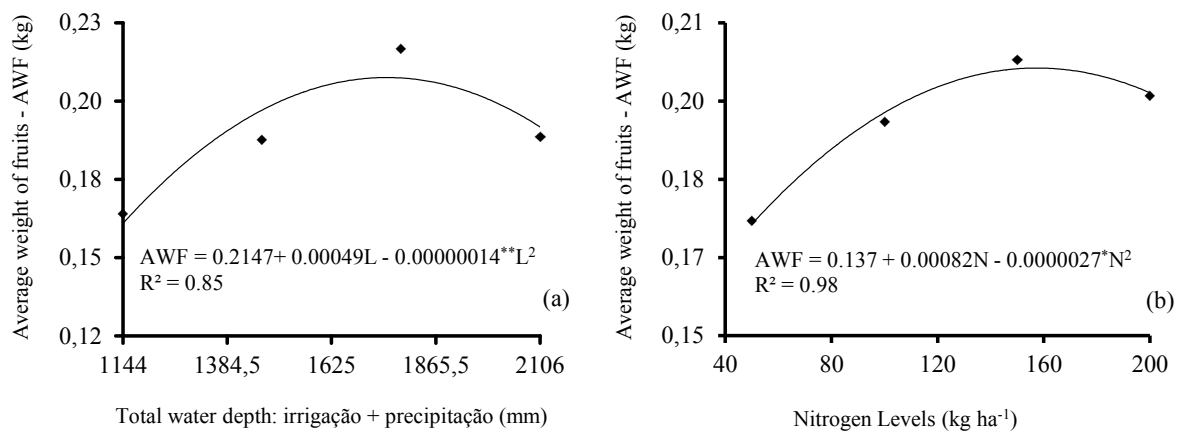 Average weight of fruits - AWF (kg)
0,23
0,20
0,18
0,15
0,12
AWF = 0.2147+ 0.00049L - 0.00000014**L²
R² = 0.85
(a)
1144
1384,5
1625
1865,5
2106
Total water depth: irrigação + precipitação (mm)
Average weight of fruits - AWF (kg)
0,21
0,20
0,18
0,17
0,15
AWF = 0.137 + 0.00082N - 0.0000027*N²
R² = 0.98
(b)
40
80
120
160
200
Nitrogen Levels (kg ha⁻¹)